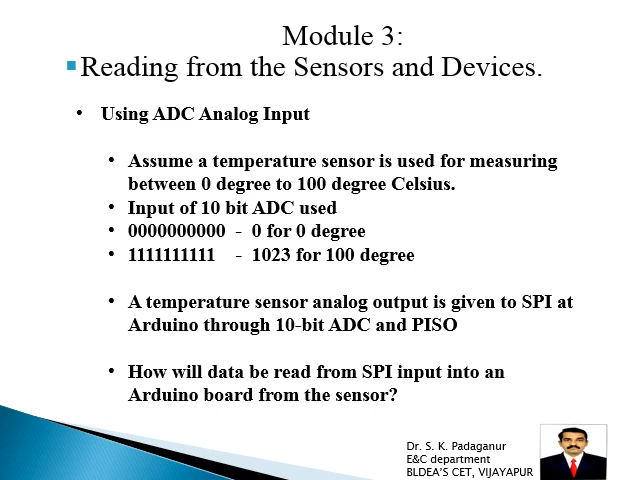 Module 3:
Reading from the Sensors and Devices.
• Using ADC Analog Input
• Assume a temperature sensor is used for measuring
between 0 degree to 100 degree Celsius.
• Input of 10 bit ADC used
• 0000000000 - 0 for 0 degree
• 1111111111 - 1023 for 100 degree
• A temperature sensor analog output is given to SPI at
Arduino through 10-bit ADC and PISO
• How will data be read from SPI input into an
Arduino board from the sensor?
Dr. S. K. Padaganur
E&C department
BLDEA'S CET, VIJAYAPUR